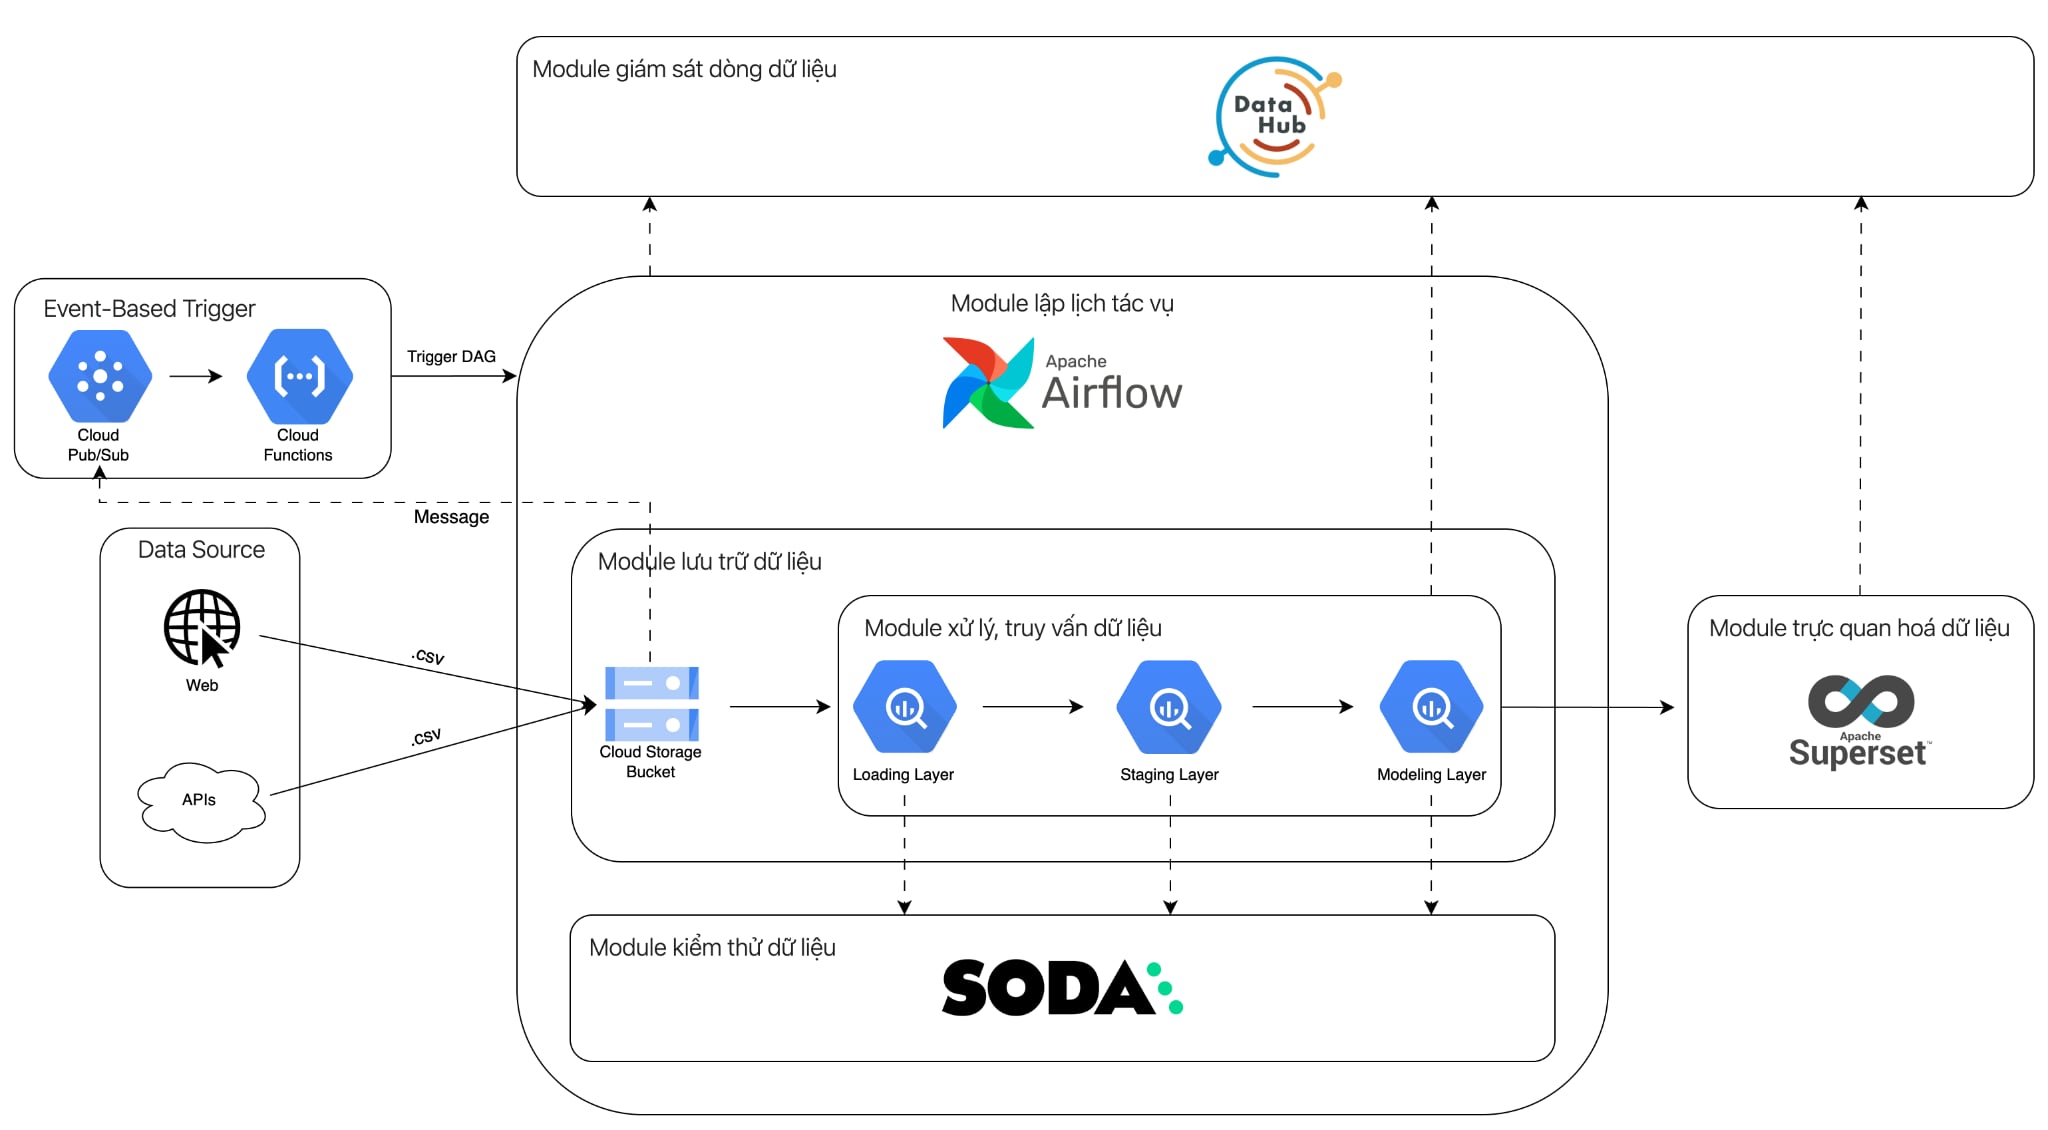 Module giám sát dòng dữ liệu
Data
Hub
Event-Based Trigger
Cloud
Pub/Sub
Cloud
Functions
Trigger DAG
Module lập lịch tác vụ
Apache
Airflow
Message
Data Source
Web
.csv
.csv
APIs
Module lưu trữ dữ liệu
Cloud Storage
Bucket
Module xử lý, truy vấn dữ liệu
Loading Layer
Staging Layer
Modeling Layer
Module trực quan hoá dữ liệu
Apache
Superset™
Module kiểm thử dữ liệu
SODA